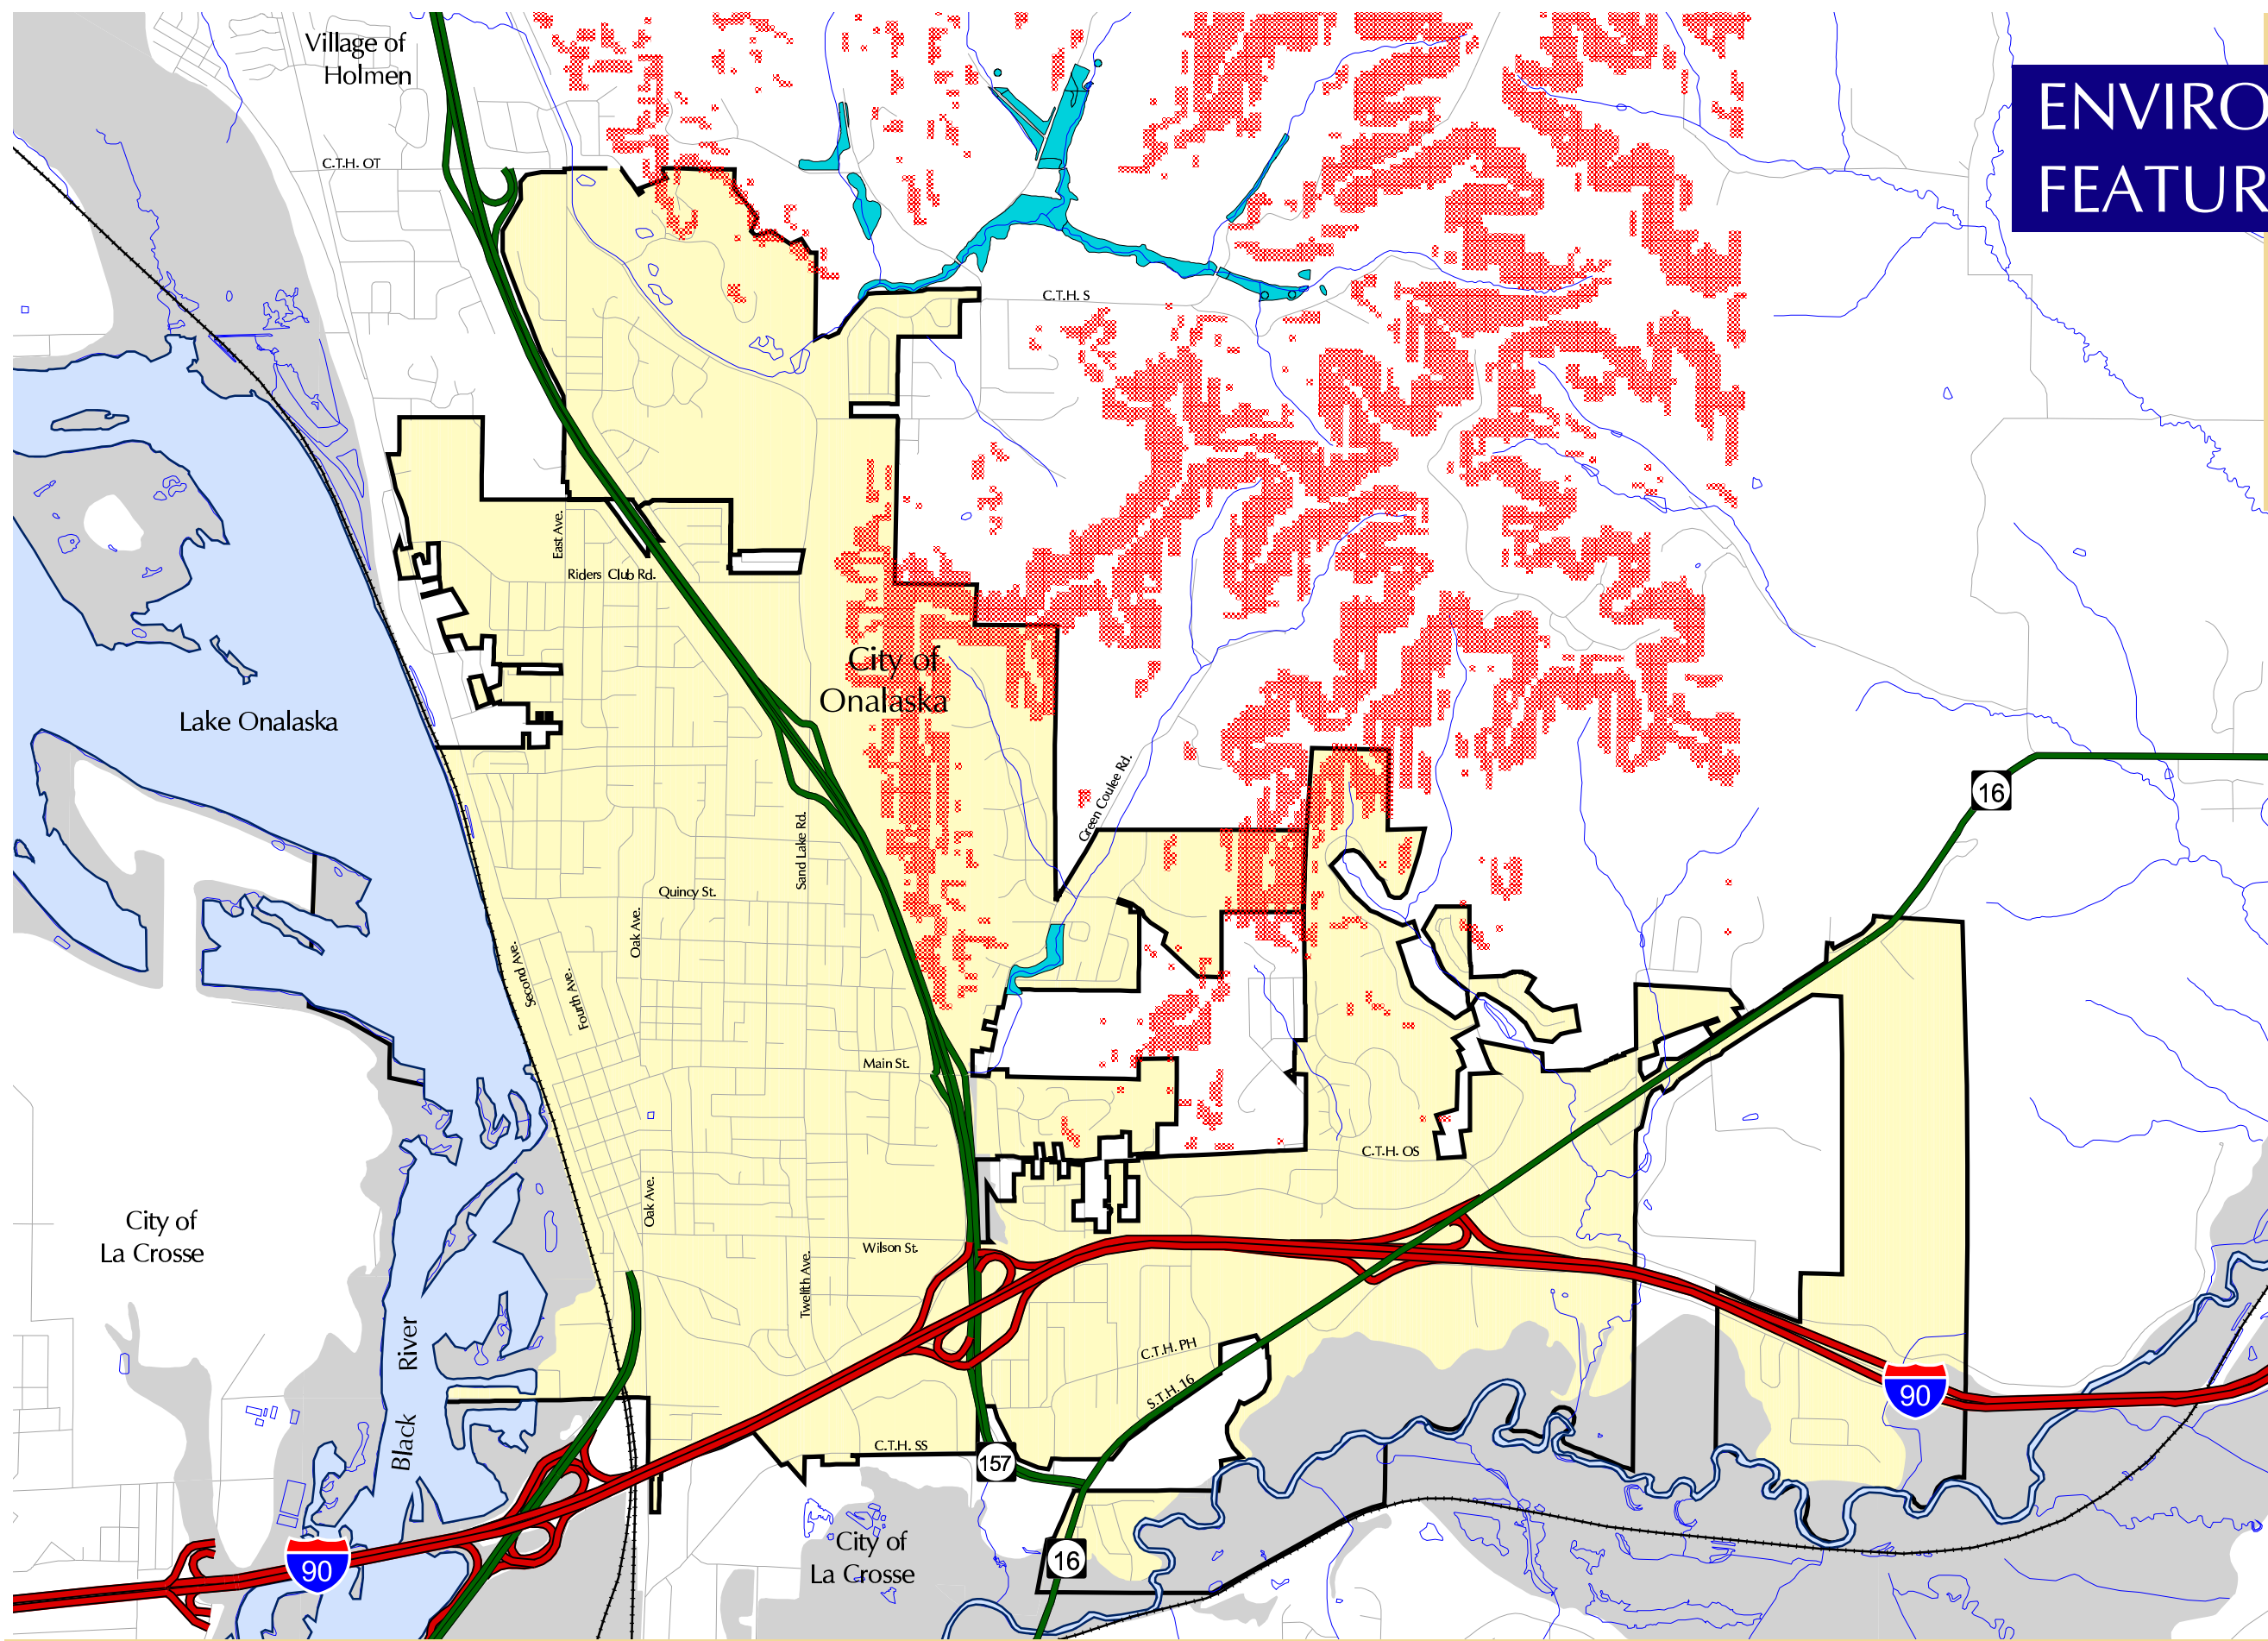 Village of
Holmen
ENVIRO
FEATUR
C.T.H. OT
C.T.H. S
East Ave.
Riders Club Rd.
City of
Onalaska
Lake Onalaska
Green Coulee Rd.
16
Sand Lake Rd.
Quincy St.
Oak Ave.
Second Ave.
Fourth Ave.
Main St.
C.T.H. OS
Oak Ave.
City of
La Crosse
Wilson St.
Twelfth Ave.
C.T.H. PH
S.T.H. 16
90
Black River
C.T.H. SS
157
City of
La Crosse
16
90